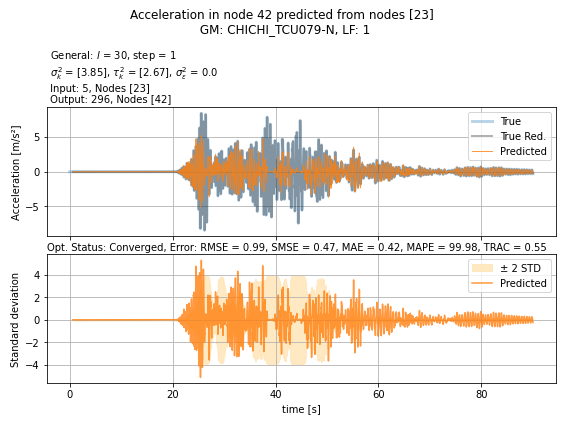 Acceleration in node 42 predicted from nodes [23]
GM: CHICHI_TCU079-N, LF: 1
General: l = 30, step = 1
σ²ₖ = [3.85], τ²ₖ = [2.67], σ²ε = 0.0
Input: 5, Nodes [23]
Output: 296, Nodes [42]
True
True Red.
Predicted
5
0
−5
Acceleration [m/s²]
Opt. Status: Converged, Error: RMSE = 0.99, SMSE = 0.47, MAE = 0.42, MAPE = 99.98, TRAC = 0.55
± 2 STD
Predicted
4
2
0
−2
−4
Standard deviation
0 20 40 60 80
time [s]